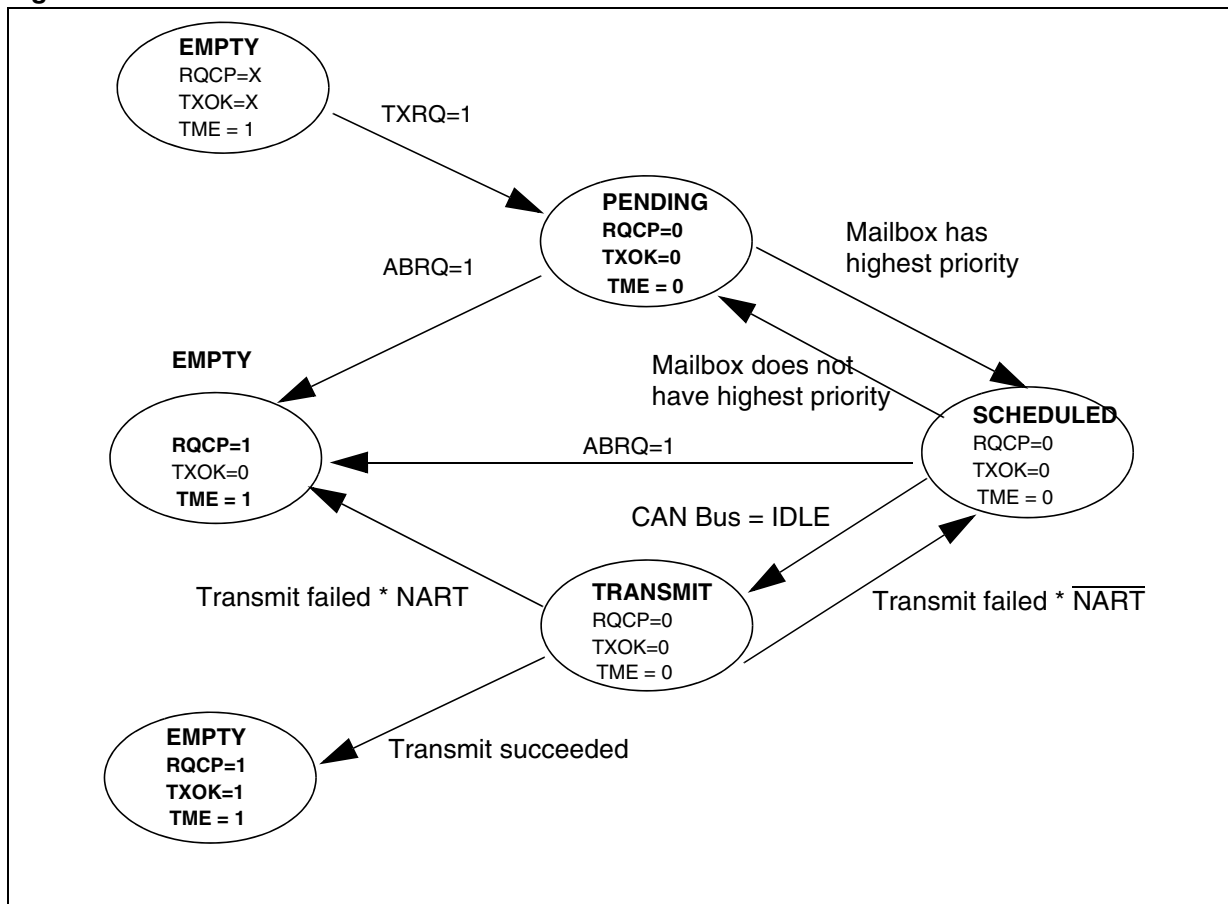 EMPTY
RQCP=X
TXOK=X
TME = 1
TXRQ=1
PENDING
RQCP=0
TXOK=0
TME = 0
Mailbox has
highest priority
ABRQ=1
EMPTY
RQCP=1
TXOK=0
TME = 1
Mailbox does not
have highest priority
SCHEDULED
RQCP=0
TXOK=0
TME = 0
ABRQ=1
CAN Bus = IDLE
Transmit failed * NART
TRANSMIT
RQCP=0
TXOK=0
TME = 0
Transmit failed * N̅A̅R̅T̅
EMPTY
RQCP=1
TXOK=1
TME = 1
Transmit succeeded